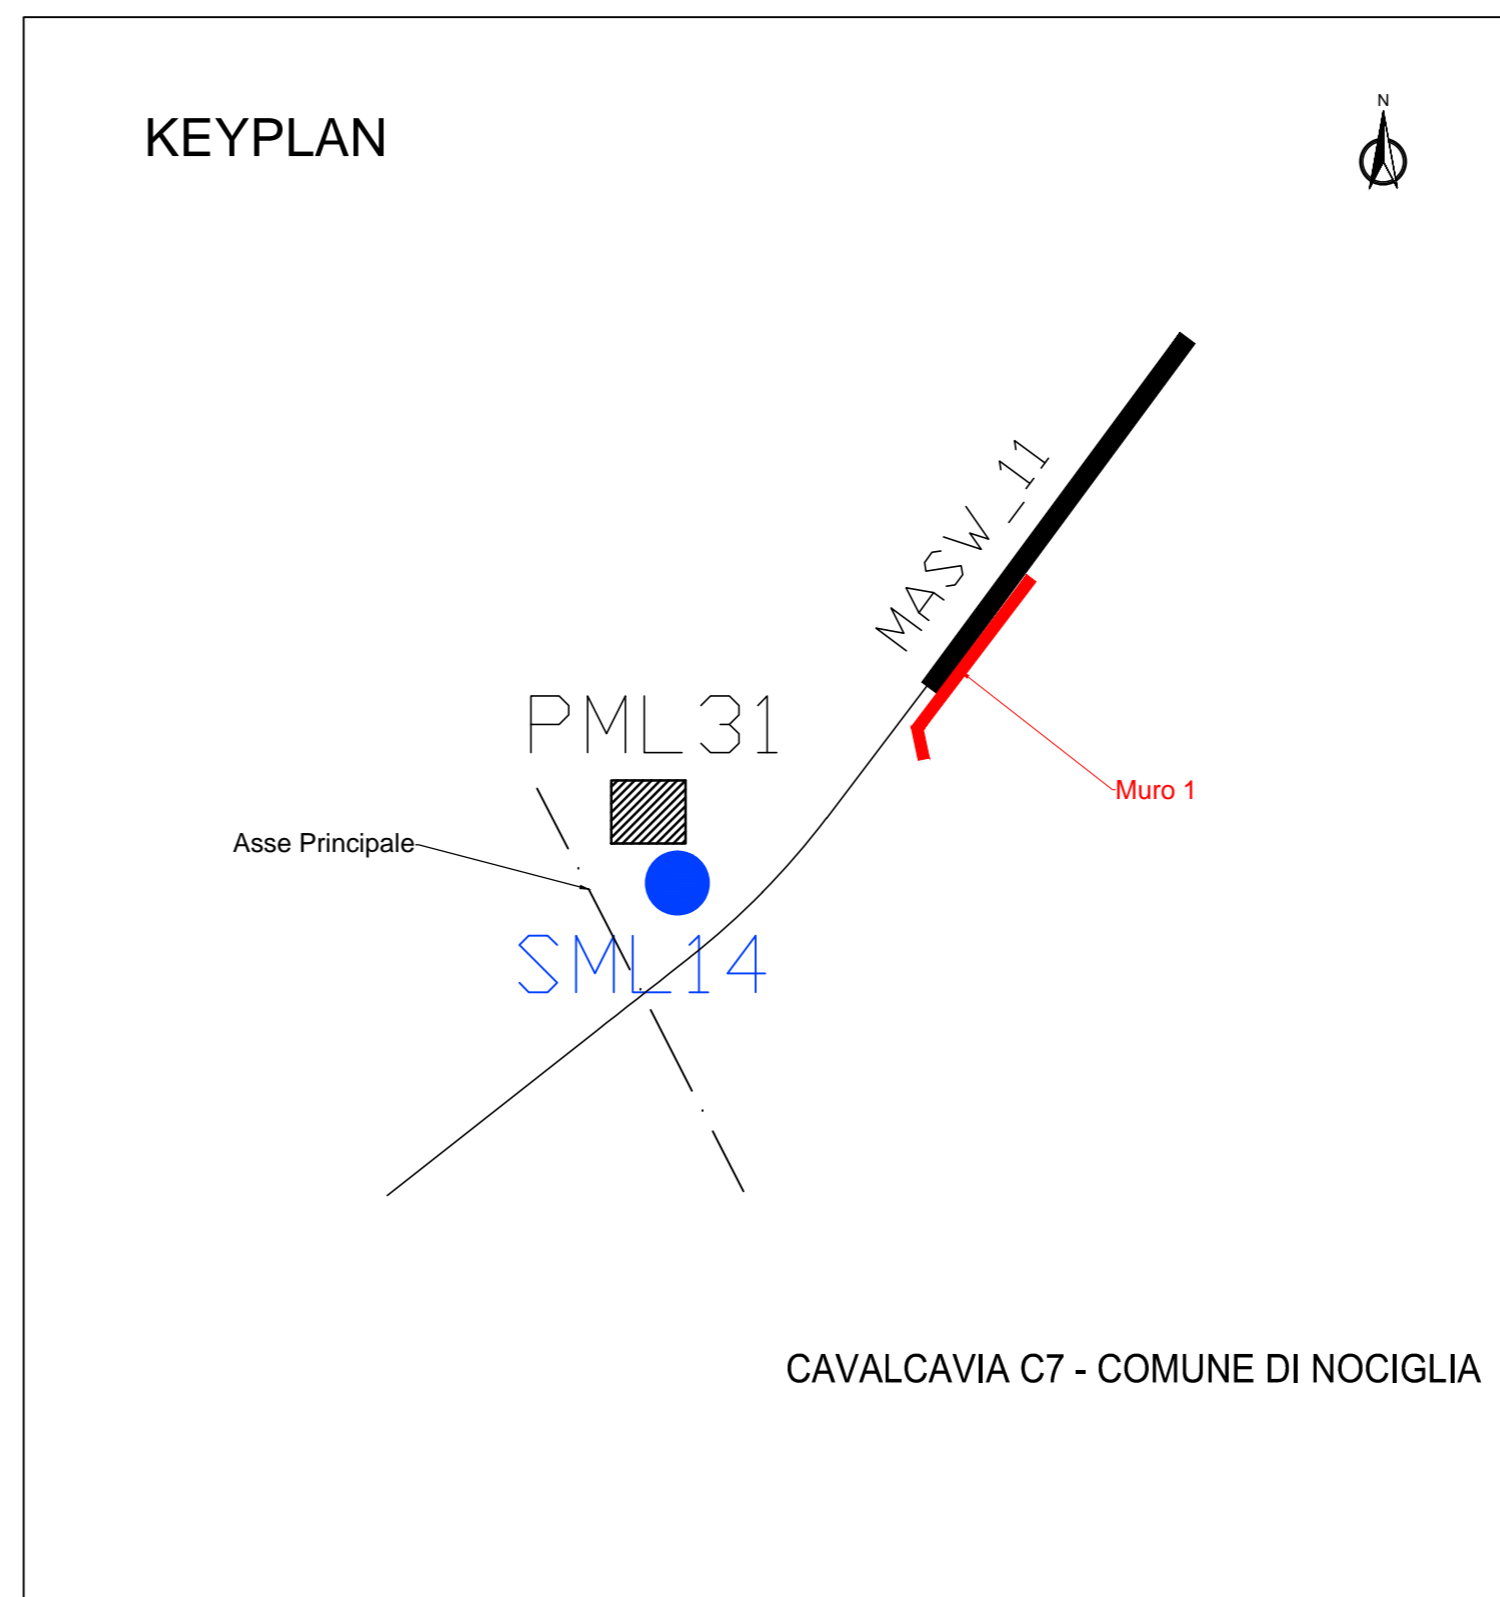 KEYPLAN
N
MASW_11
PML31
Muro 1
Asse Principale
SML14
CAVALCAVIA C7 - COMUNE DI NOCIGLIA